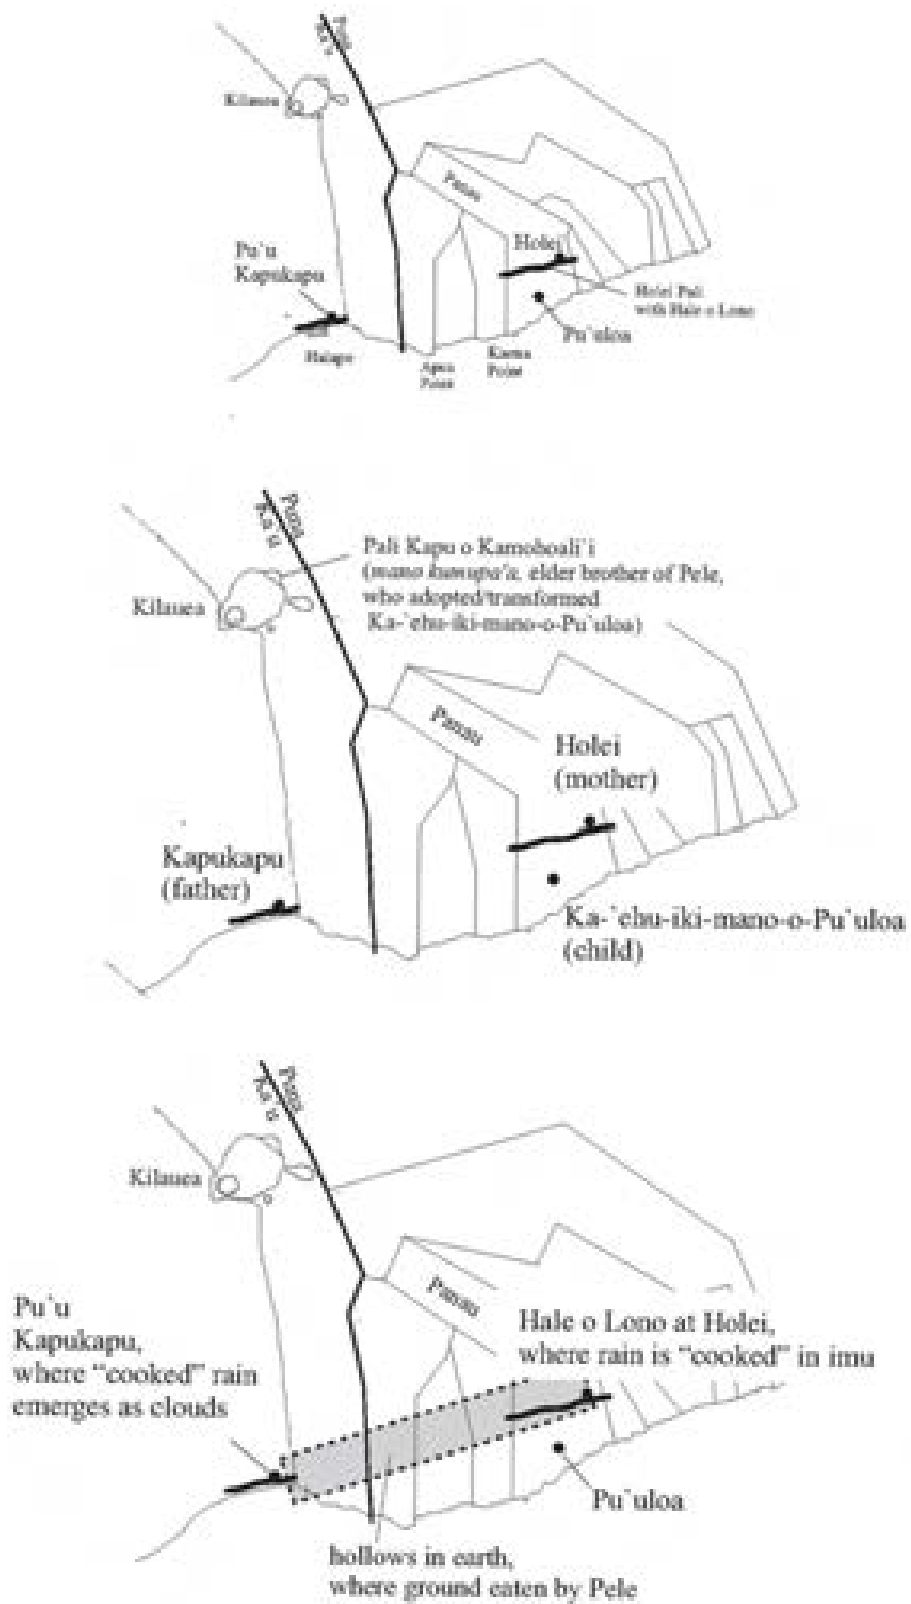 Puna
Ka`u
Kilauea
Panau
Pu`u
Kapukapu
Holei
Holei Pali
with Hale o Lono
Pu`uloa
Halape
Apua
Point
Kaena
Point
Puna
Ka`u
Pali Kapu o Kamohoali`i
(mano kumupa'a, elder brother of Pele,
who adopted/transformed
Ka-`ehu-iki-mano-o-Pu`uloa)
Kilauea
Panau
Holei
(mother)
Kapukapu
(father)
Ka-`ehu-iki-mano-o-Pu`uloa
(child)
Puna
Ka`u
Kilauea
Panau
Pu`u
Kapukapu,
where “cooked” rain
emerges as clouds
Hale o Lono at Holei,
where rain is “cooked” in imu
Pu`uloa
hollows in earth,
where ground eaten by Pele